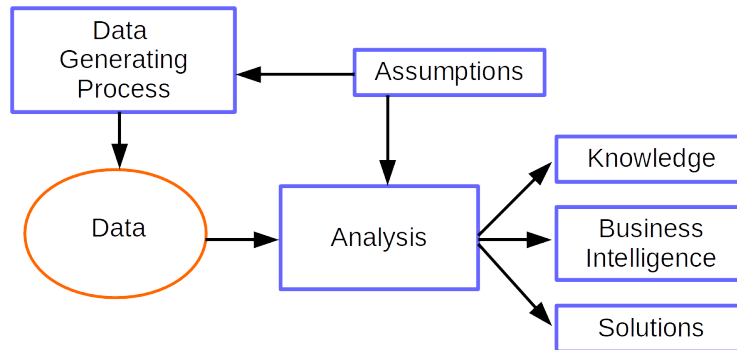 Data
Generating
Process
Assumptions
Knowledge
Data
Analysis
Business
Intelligence
Solutions